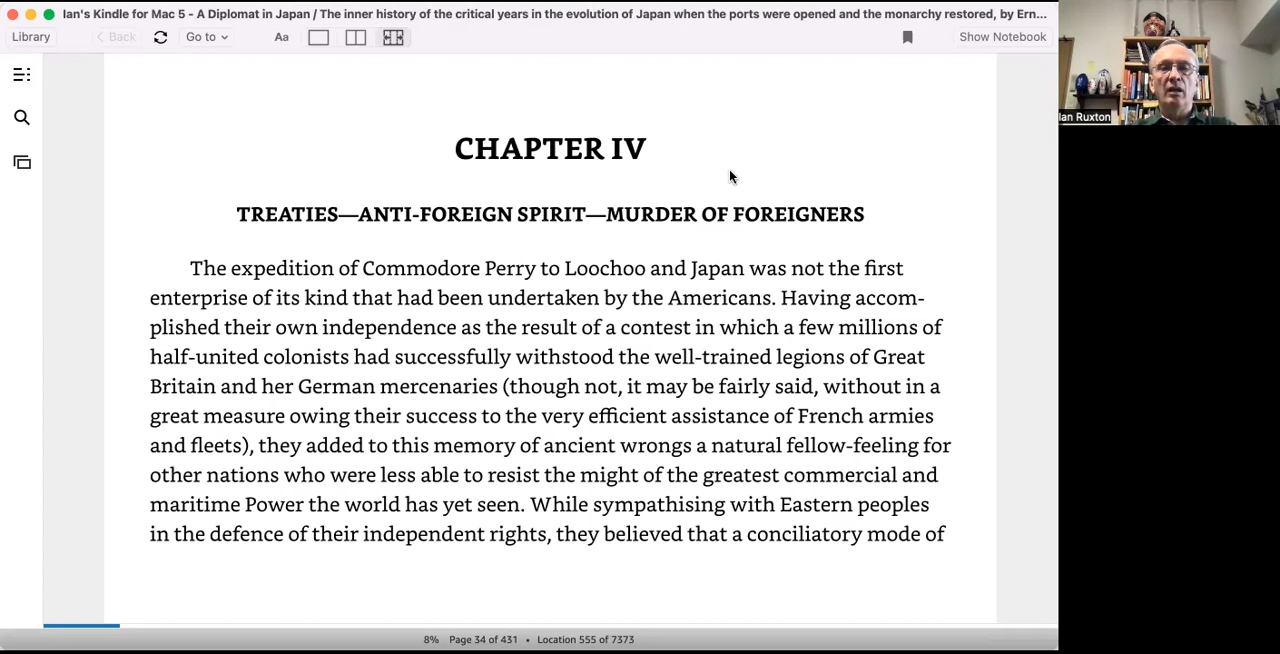 Ian's Kindle for Mac 5 - A Diplomat in Japan / The inner history of the critical years in the evolution of Japan when the ports were opened and the monarchy restored, by Ern...
Library
Back
Go to
Aa
Show Notebook
Ian Ruxton
CHAPTER IV
TREATIES—ANTI-FOREIGN SPIRIT—MURDER OF FOREIGNERS
The expedition of Commodore Perry to Loochoo and Japan was not the first
enterprise of its kind that had been undertaken by the Americans. Having accom-
plished their own independence as the result of a contest in which a few millions of
half-united colonists had successfully withstood the well-trained legions of Great
Britain and her German mercenaries (though not, it may be fairly said, without in a
great measure owing their success to the very efficient assistance of French armies
and fleets), they added to this memory of ancient wrongs a natural fellow-feeling for
other nations who were less able to resist the might of the greatest commercial and
maritime Power the world has yet seen. While sympathising with Eastern peoples
in the defence of their independent rights, they believed that a conciliatory mode of
8% Page 34 of 431 • Location 555 of 7373